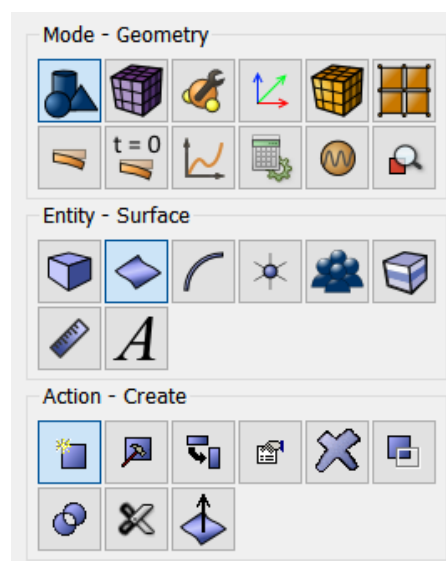 Mode - Geometry
t = 0
Entity - Surface
A
Action - Create